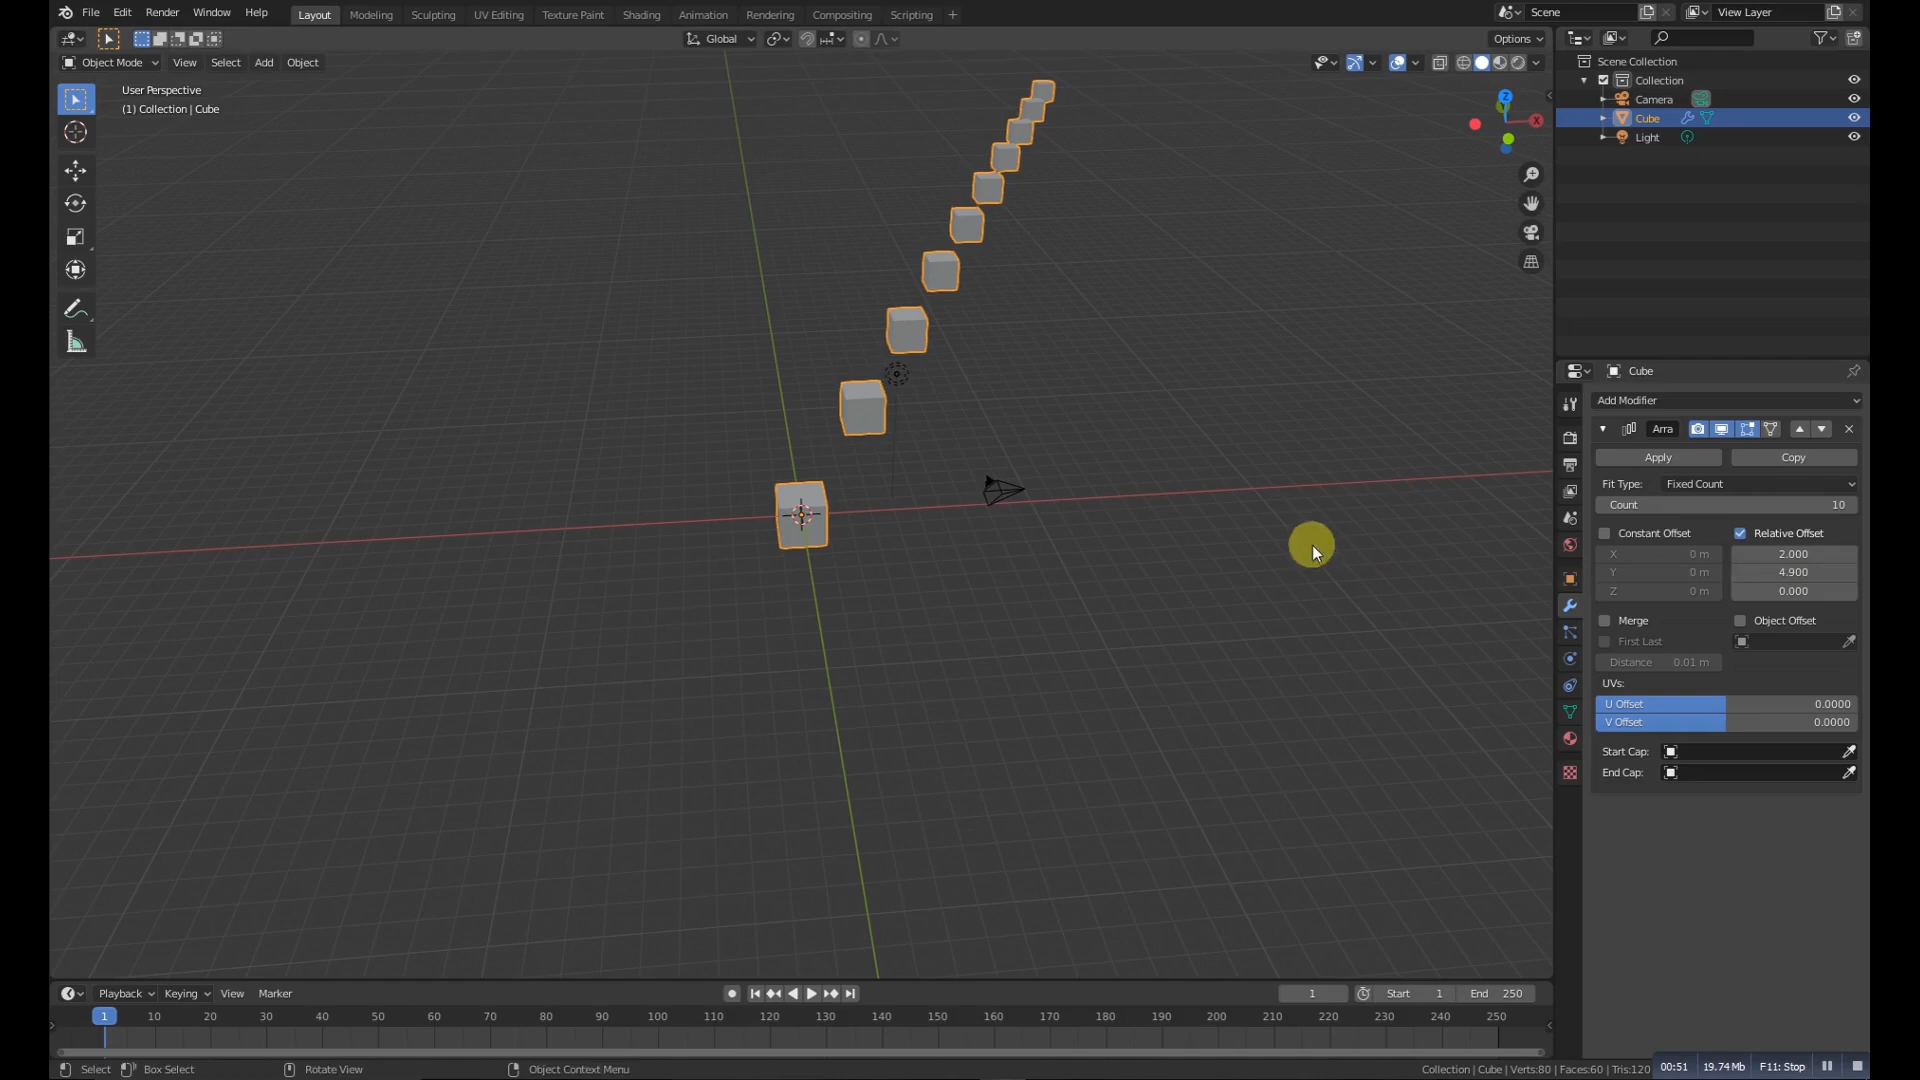 File Edit Render Window Help Layout Modeling Sculpting UV Editing Texture Paint Shading Animation Rendering Compositing Scripting + Scene View Layer
Global Options
Object Mode View Select Add Object
User Perspective
(1) Collection | Cube
Z
X
Scene Collection
Collection
Camera
Cube
Light
Cube
Add Modifier
Arra
Apply Copy
Fit Type: Fixed Count
Count 10
Constant Offset Relative Offset
X 0 m 2.000
Y 0 m 4.900
Z 0 m 0.000
Merge Object Offset
First Last
Distance 0.01 m
UVs:
U Offset 0.0000
V Offset 0.0000
Start Cap:
End Cap:
Playback Keying View Marker 1 Start 1 End 250
1 10 20 30 40 50 60 70 80 90 100 110 120 130 140 150 160 170 180 190 200 210 220 230 240 250
Select Box Select Rotate View Object Context Menu Collection | Cube | Verts:80 | Faces:60 | Tris:120 00:51 19.74Mb F11: Stop